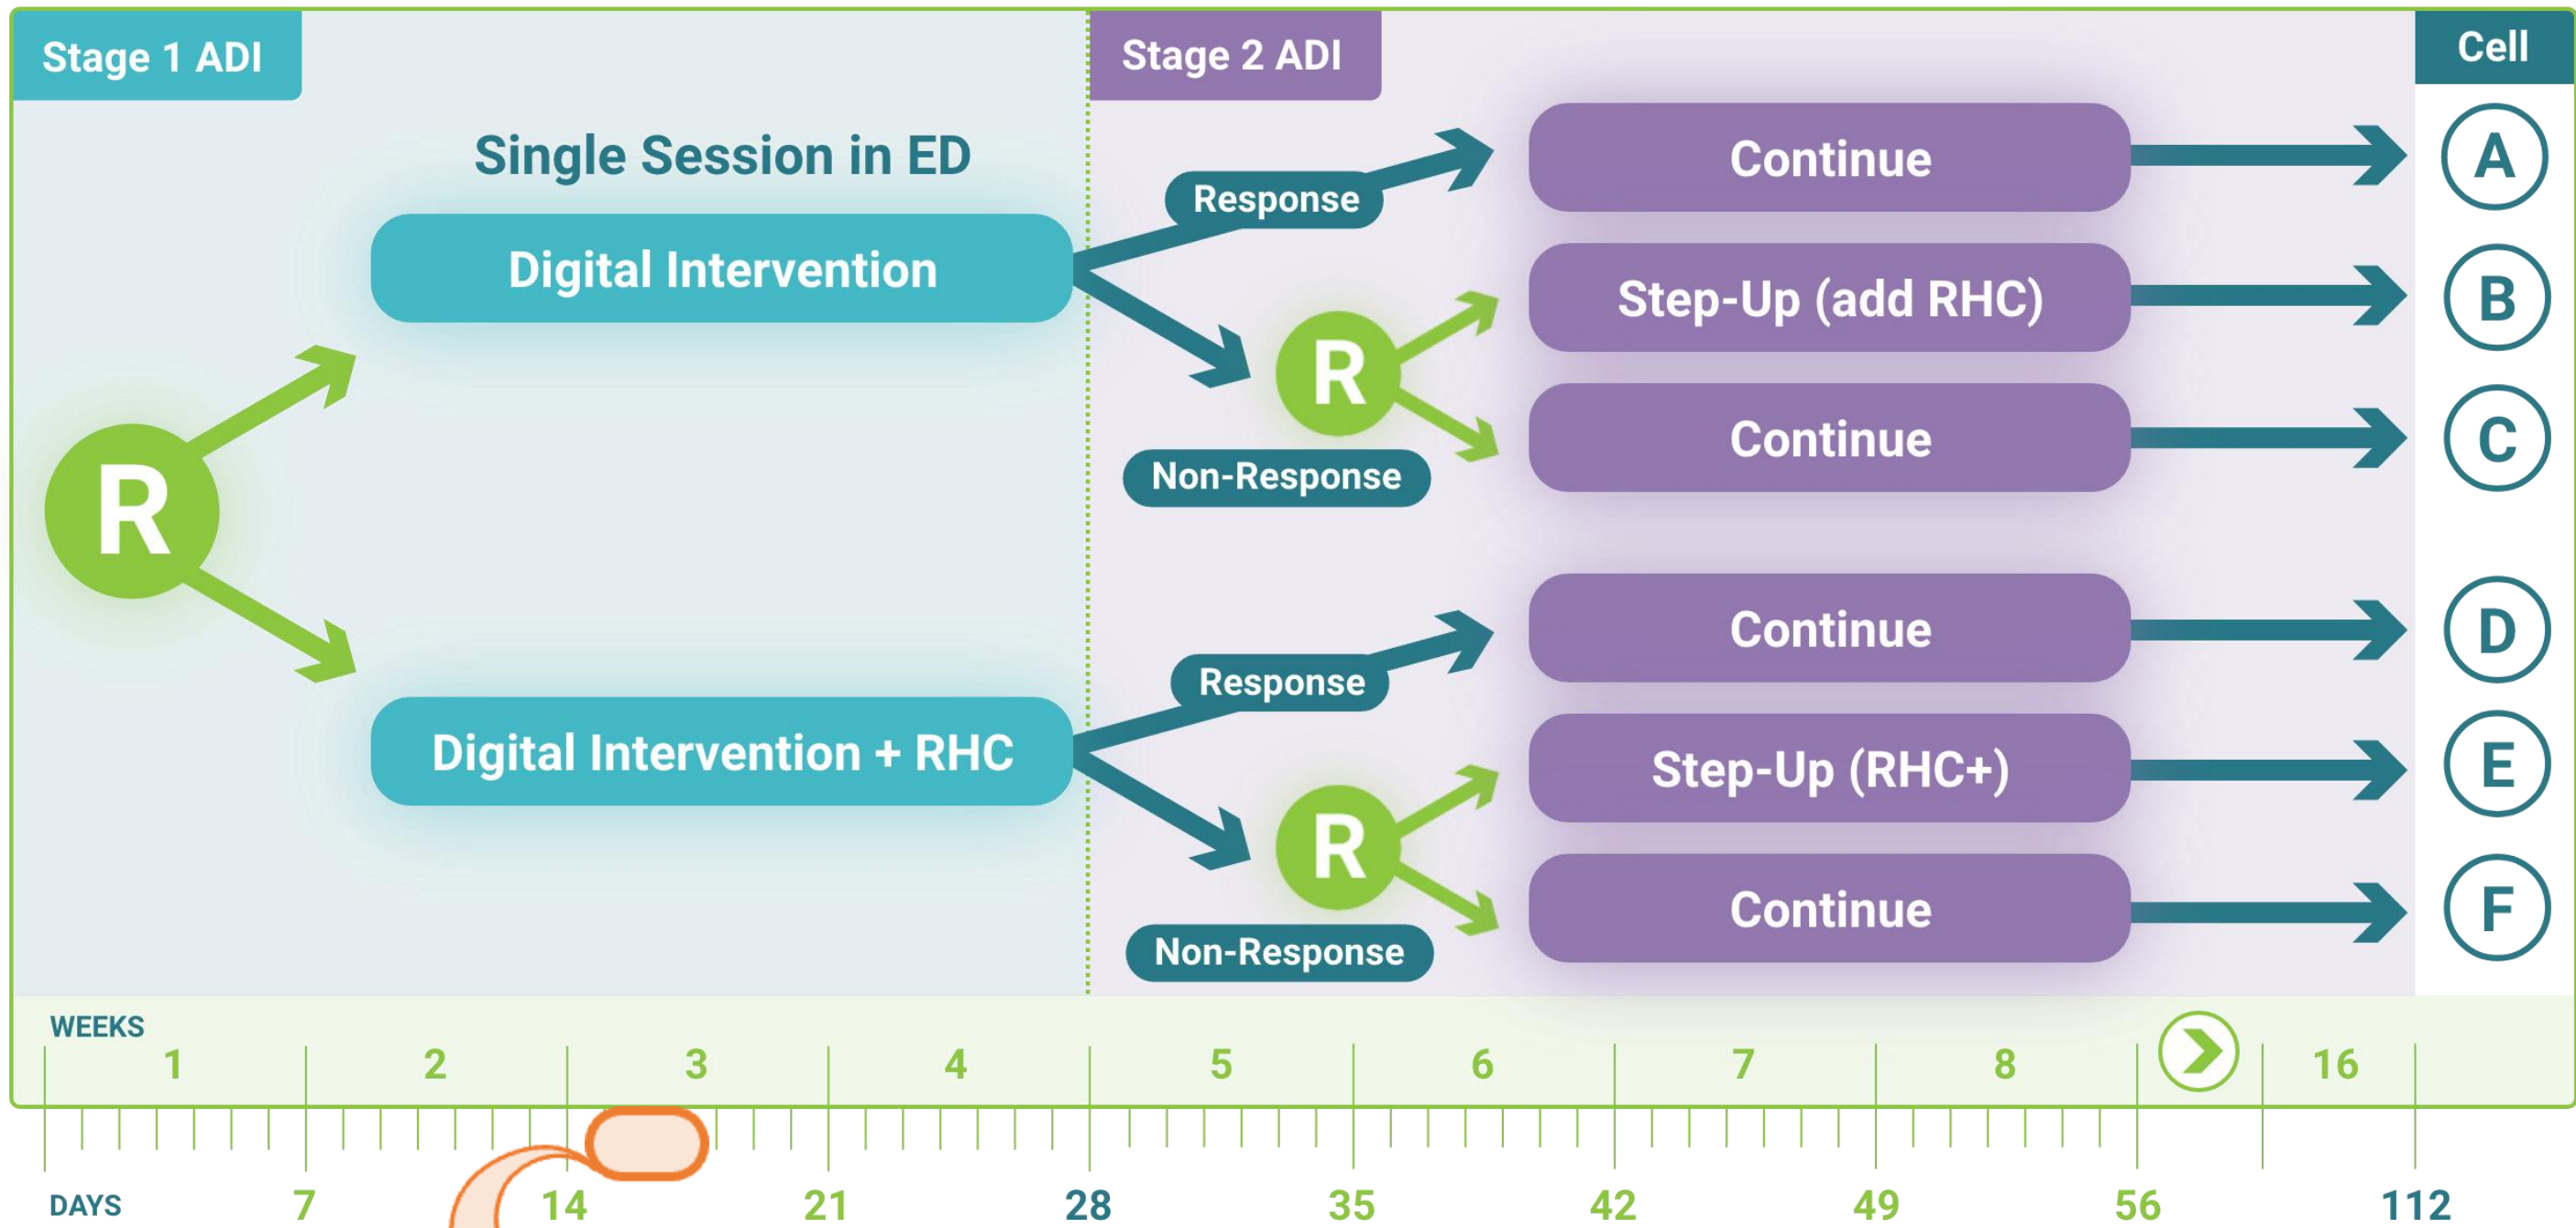 Stage 1 ADI
Stage 2 ADI
Cell
Single Session in ED
Digital Intervention
Response
Continue
A
Step-Up (add RHC)
B
R
Continue
C
Non-Response
R
Digital Intervention + RHC
Response
Continue
D
Step-Up (RHC+)
E
R
Continue
F
Non-Response
WEEKS
1 2 3 4 5 6 7 8 16
DAYS 7 14 21 28 35 42 49 56 112